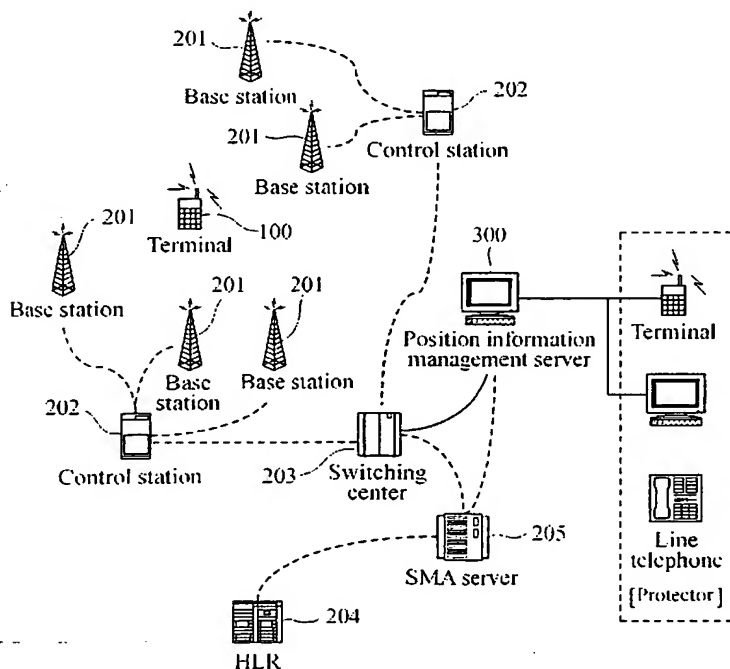 201
Base station
202
201
Control station
Base station
201
100
Terminal
300
Base station
201
201
Terminal
Position information
management server
Base
station
Base station
202
Control station
203
Switching
center
205
SMA server
Line
telephone
[Protector]
204
HLR